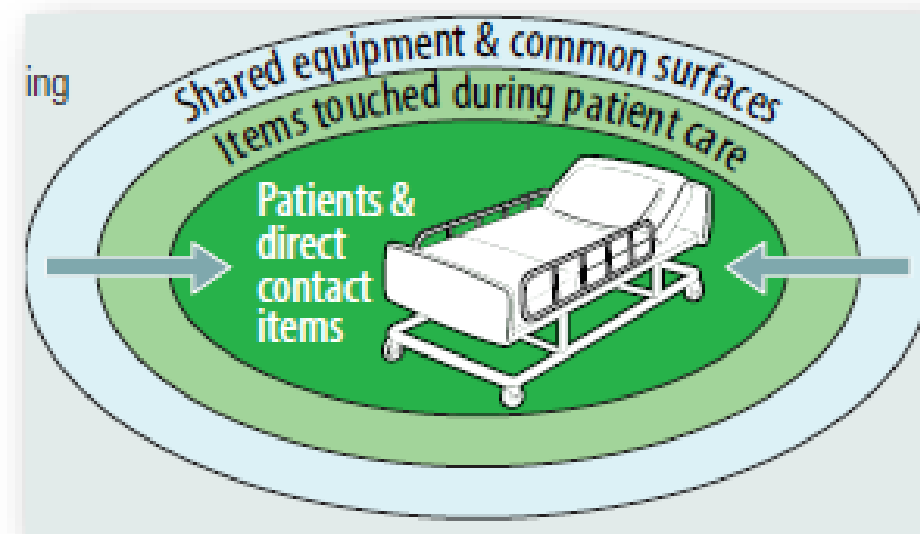 ing
Shared equipment & common surfaces
Items touched during patient care
Patients &
direct
contact
items